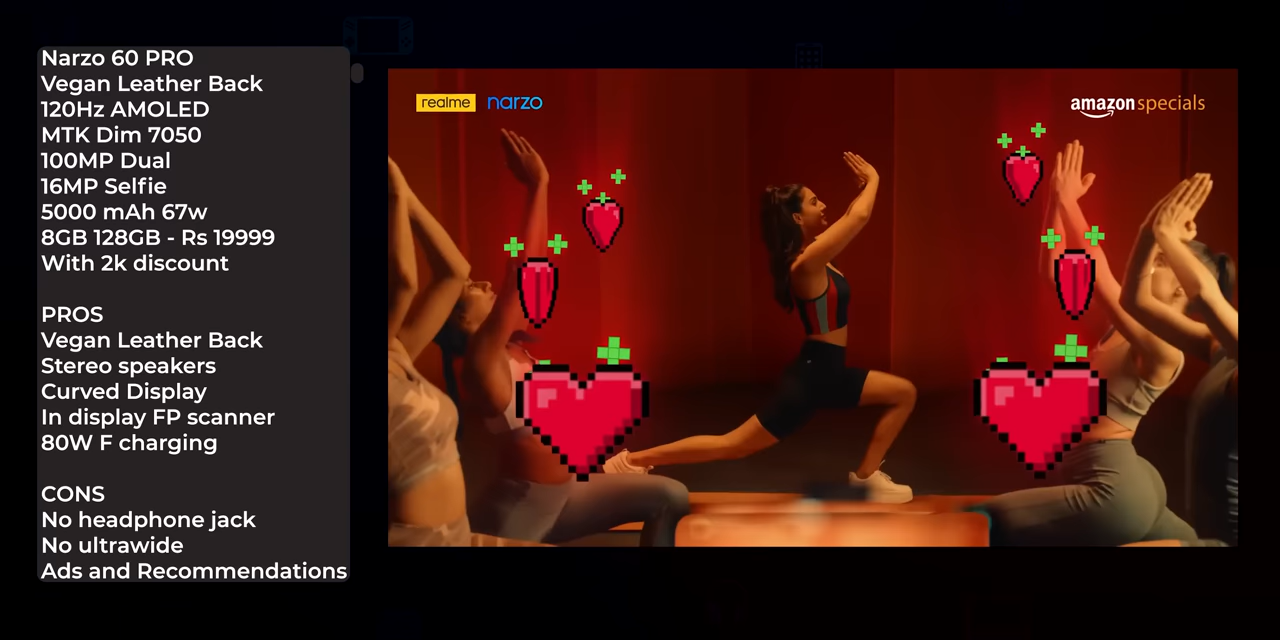 Narzo 60 PRO
Vegan Leather Back
120Hz AMOLED
MTK Dim 7050
100MP Dual
16MP Selfie
5000 mAh 67w
8GB 128GB - Rs 19999
With 2k discount
PROS
Vegan Leather Back
Stereo speakers
Curved Display
In display FP scanner
80W F charging
CONS
No headphone jack
No ultrawide
Ads and Recommendations
realme narzo
amazon specials